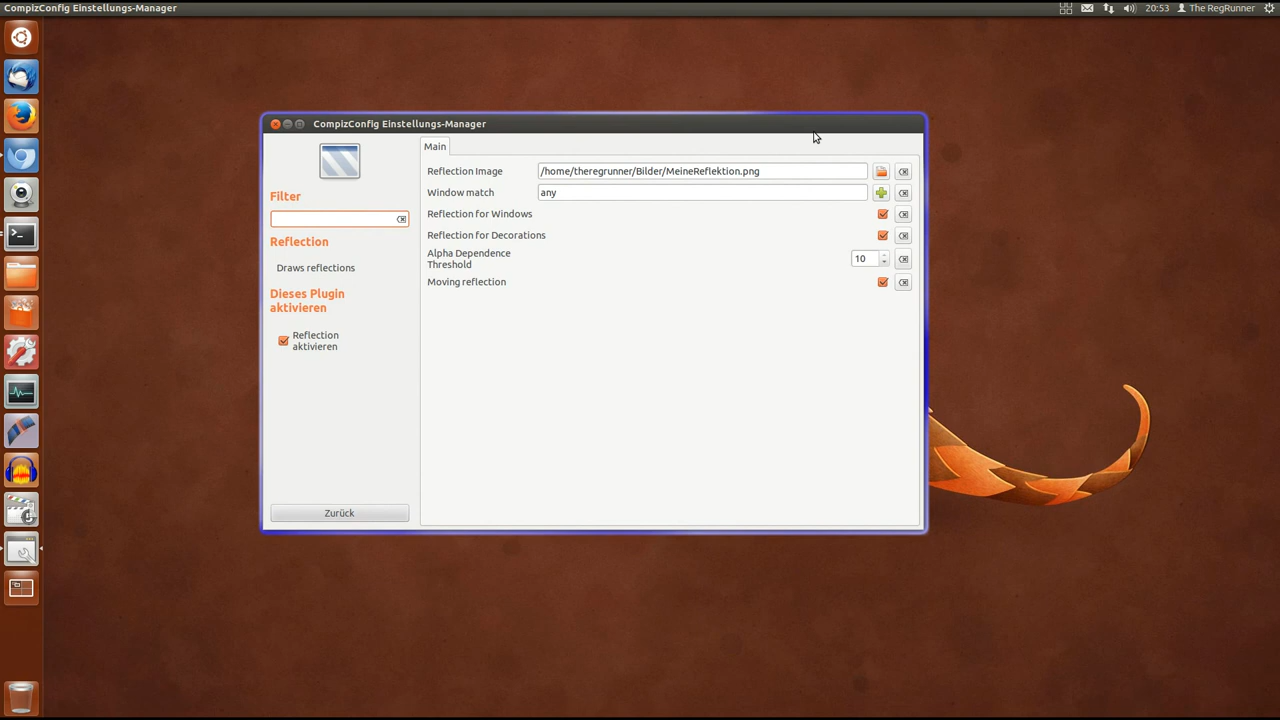 CompizConfig Einstellungs-Manager
20:53 The RegRunner
CompizConfig Einstellungs-Manager
Filter
Reflection
Draws reflections
Dieses Plugin
aktivieren
Reflection
aktivieren
Zurück
Main
Reflection Image /home/theregrunner/Bilder/MeineReflektion.png
Window match any
Reflection for Windows
Reflection for Decorations
Alpha Dependence
Threshold
10
Moving reflection